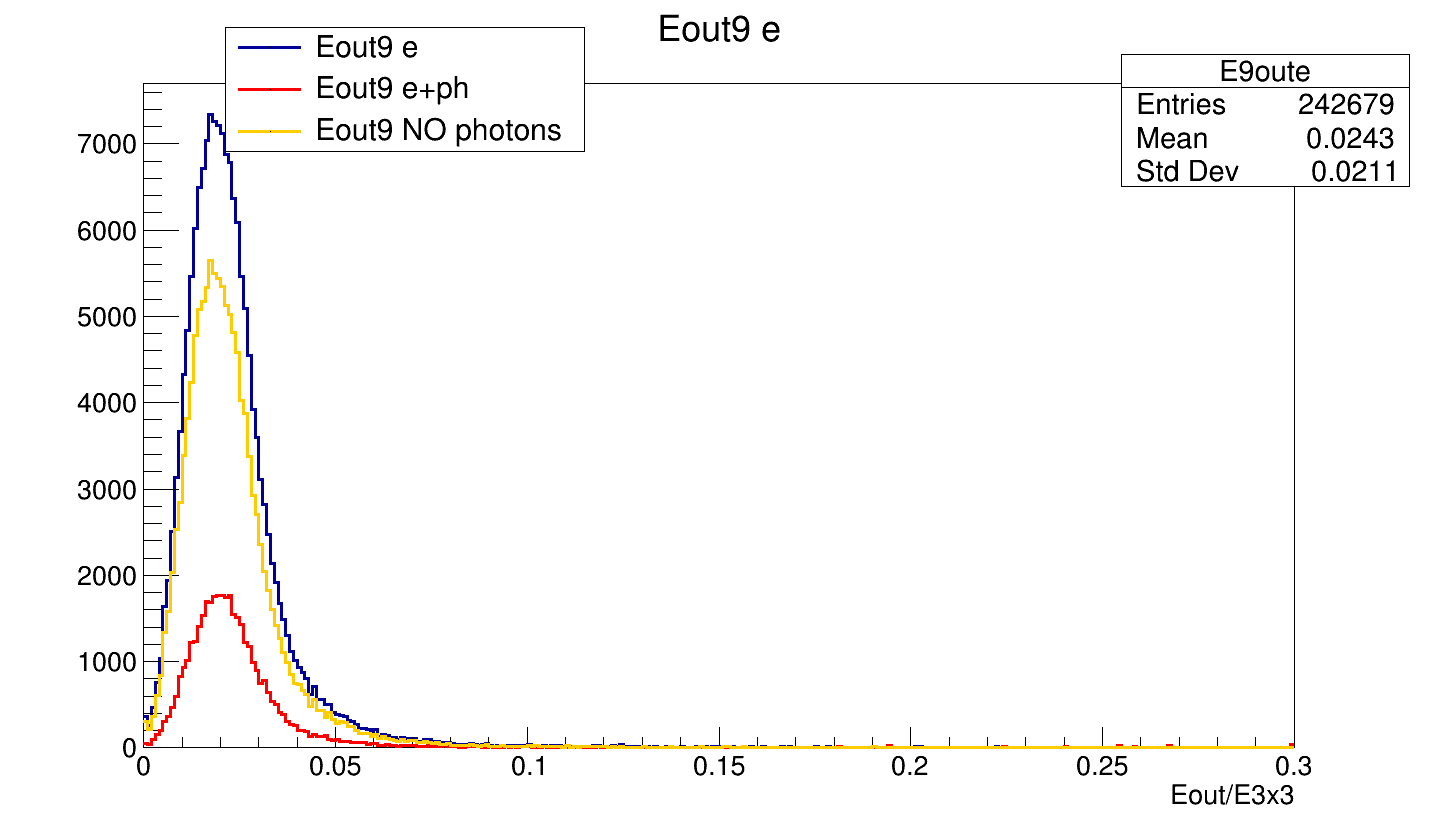 Eout9 e
Eout9 e
Eout9 e+ph
Eout9 NO photons
E9oute
Entries 242679
Mean 0.0243
Std Dev 0.0211
7000
6000
5000
4000
3000
2000
1000
0
0 0.05 0.1 0.15 0.2 0.25 0.3
Eout/E3x3